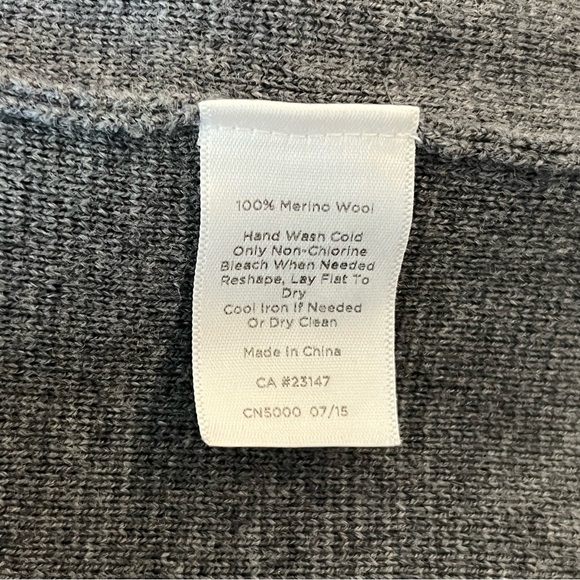 100% Merino Wool
Hand Wash Cold
Only Non-Chlorine
Bleach When Needed
Reshape, Lay Flat To
Dry
Cool Iron If Needed
Or Dry Clean
Made in China
CA #23147
CN5000 07/15